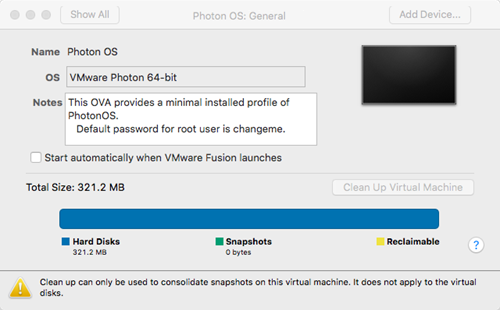 Show All
Photon OS: General
Add Device...
Name Photon OS
OS VMware Photon 64-bit
Notes This OVA provides a minimal installed profile of
PhotonOS.
Default password for root user is changeme.
Start automatically when VMware Fusion launches
Total Size: 321.2 MB
Clean Up Virtual Machine
Hard Disks
321.2 MB
Snapshots
0 bytes
Reclaimable
?
Clean up can only be used to consolidate snapshots on this virtual machine. It does not apply to the virtual
disks.